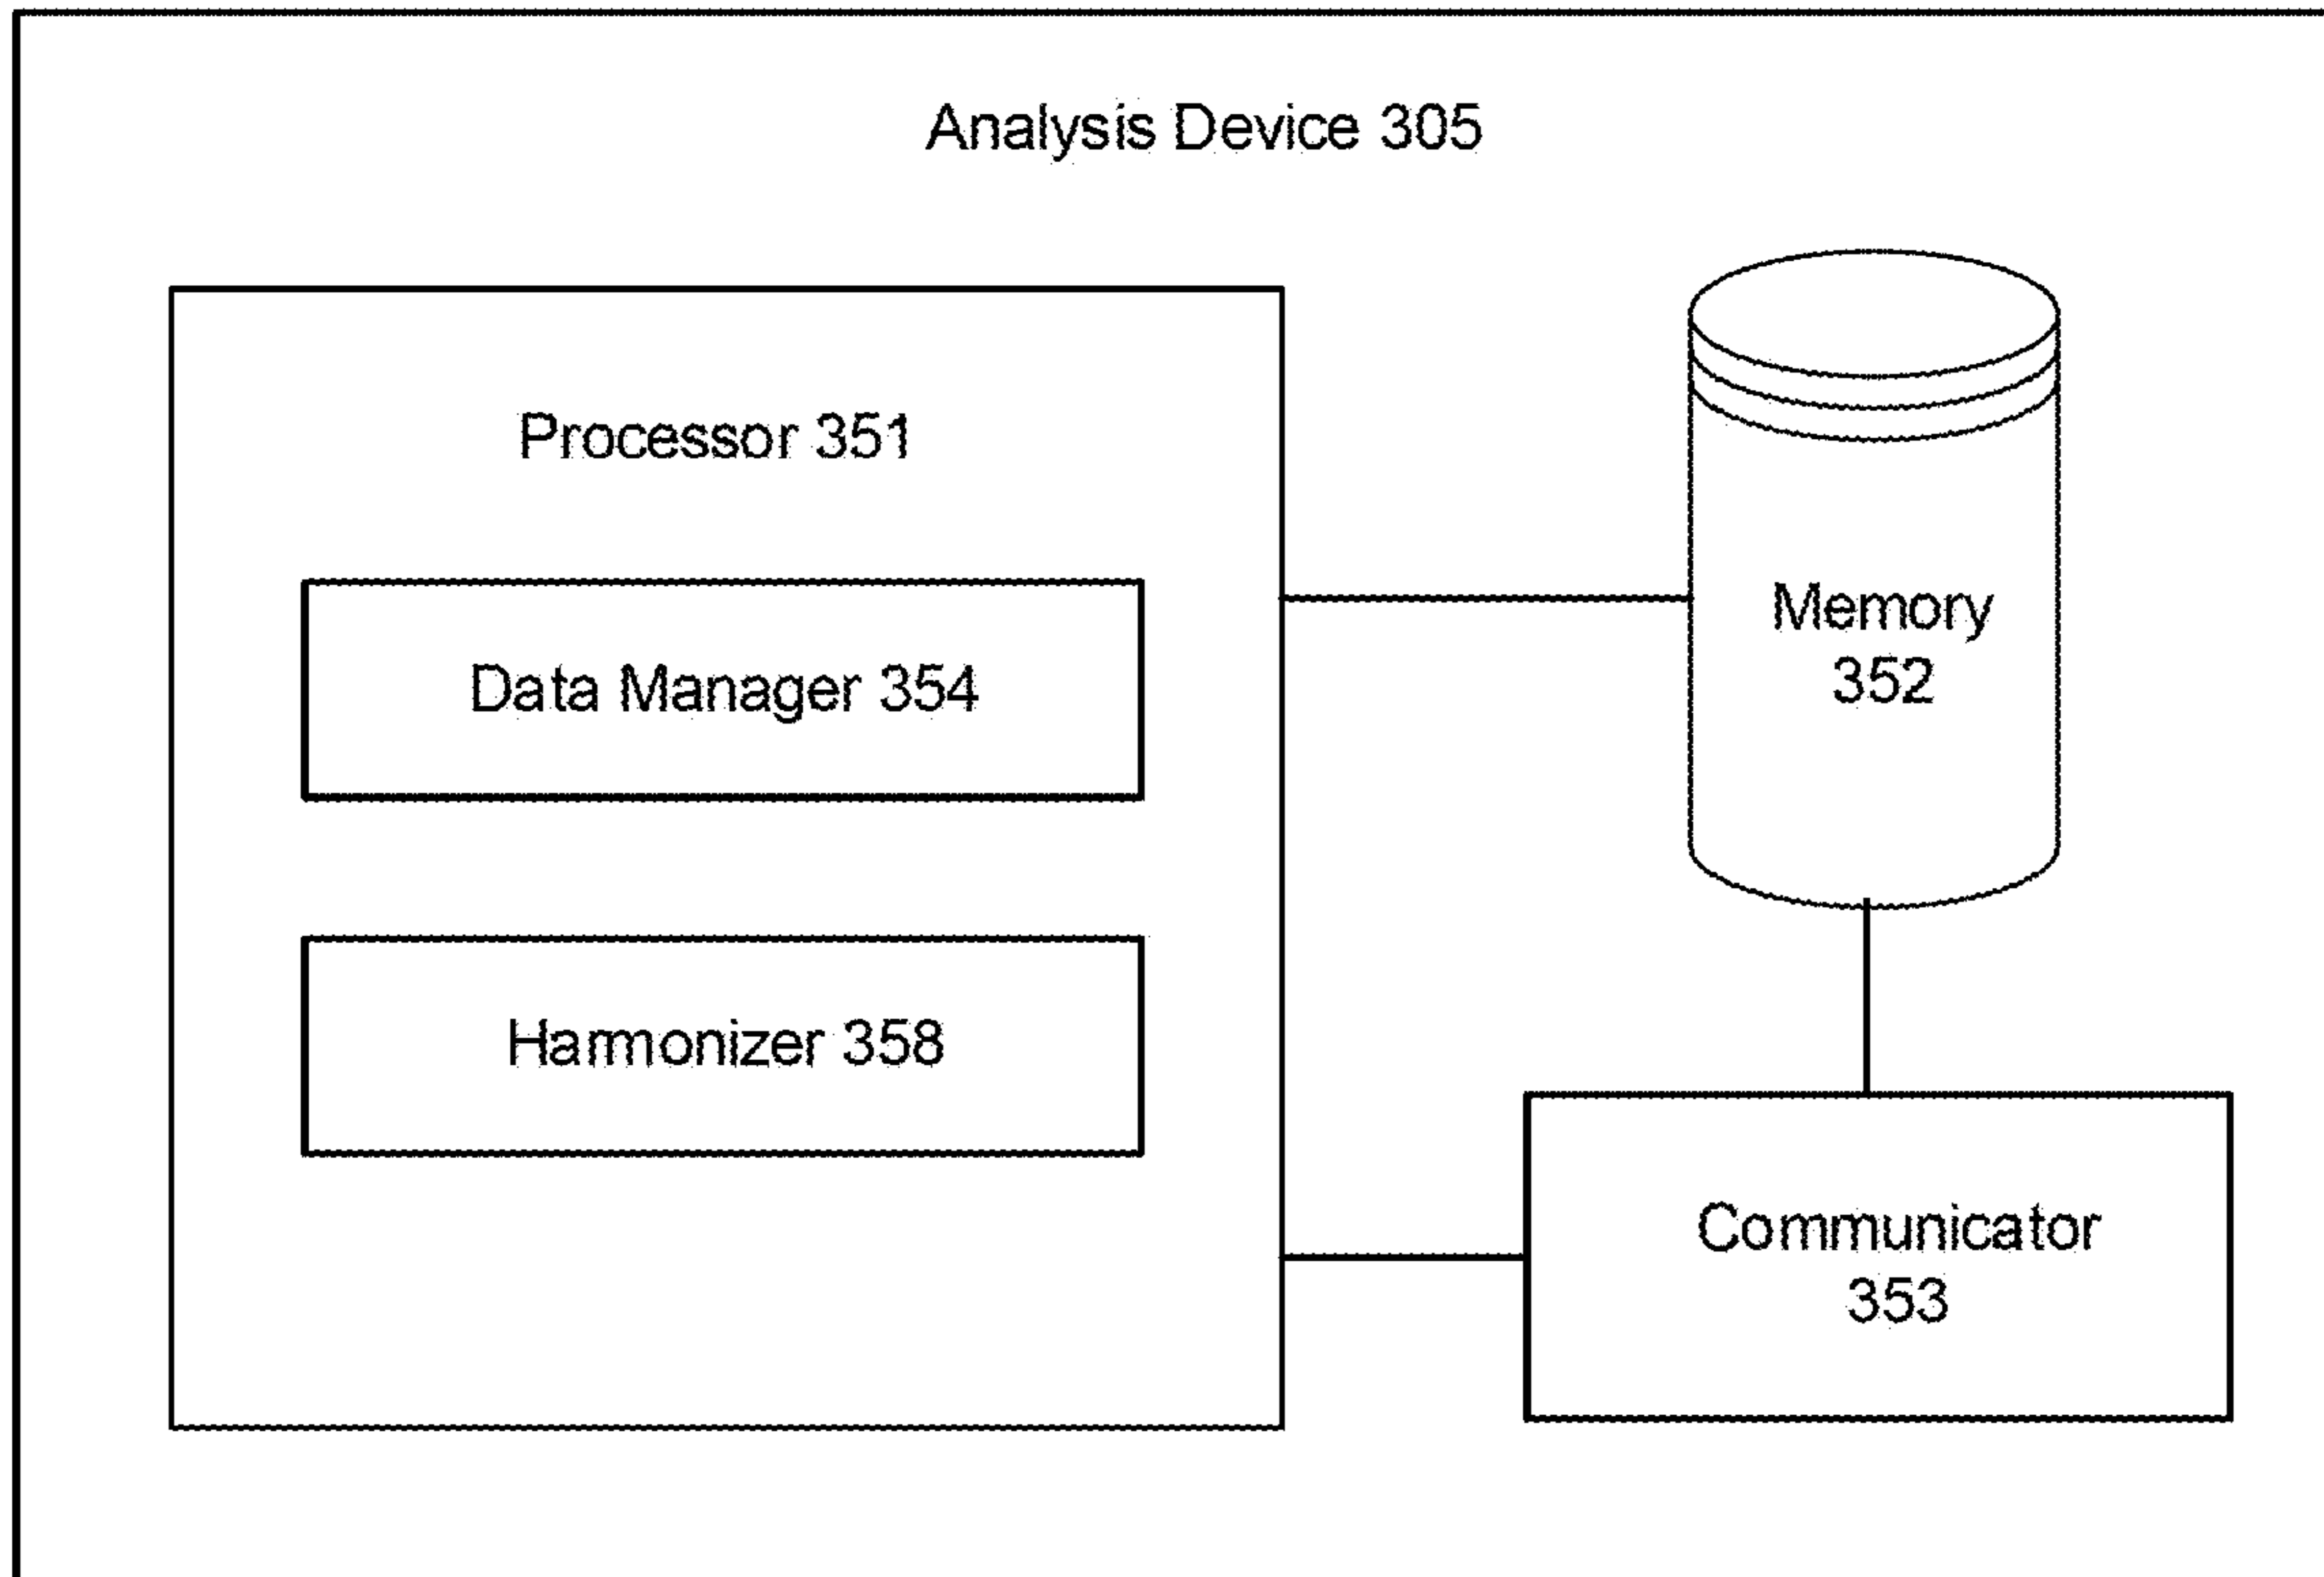 Analysis Device 305
Processor 351
Data Manager 354
Harmonizer 358
Memory
352
Communicator
353